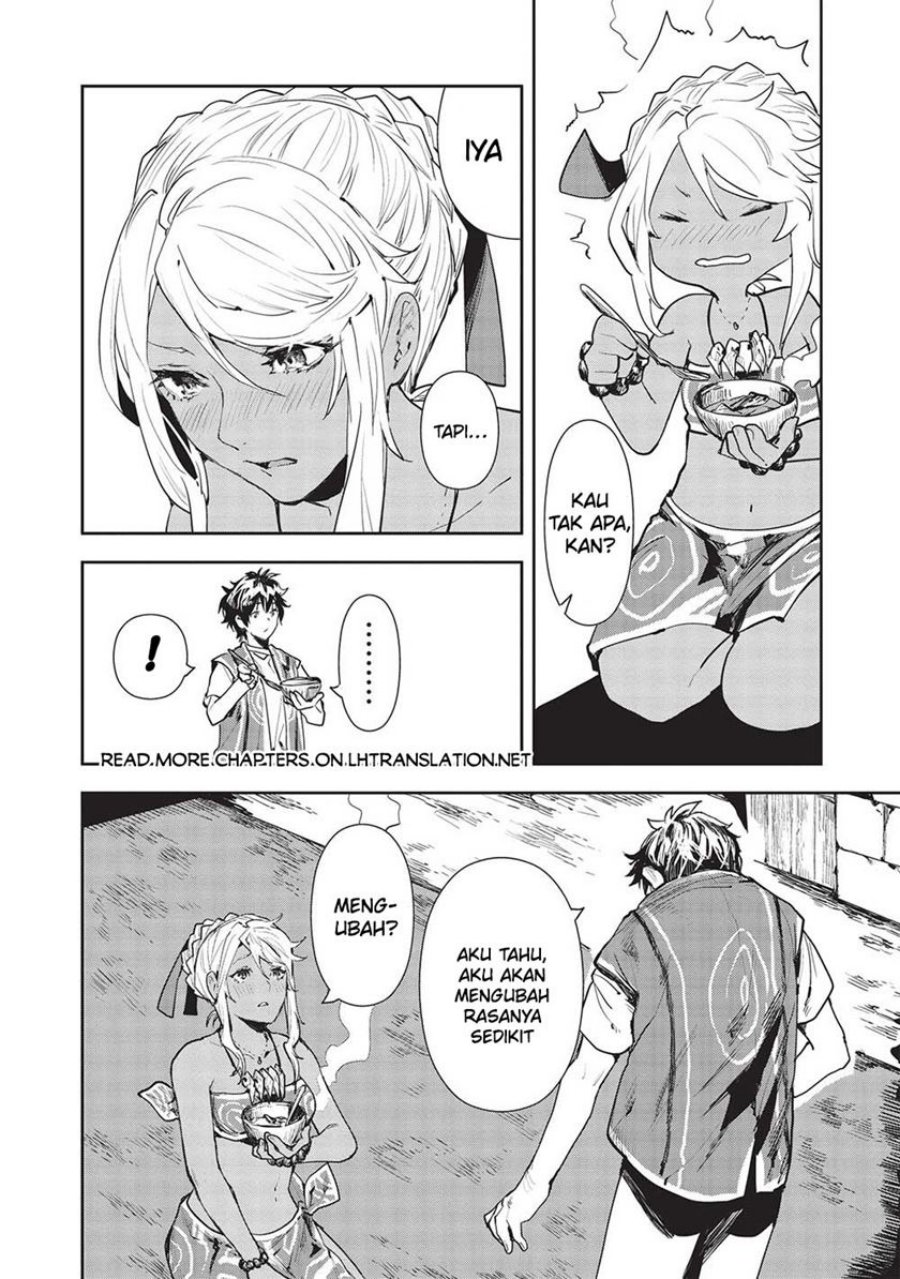 KAU
TAK APA,
KAN?
IYA
TAPI...
.........
!
READ MORE CHAPTERS ON LHTRANSLATION.NET
AKU TAHU,
AKU AKAN
MENGUBAH
RASANYA
SEDIKIT
MENG-
UBAH?